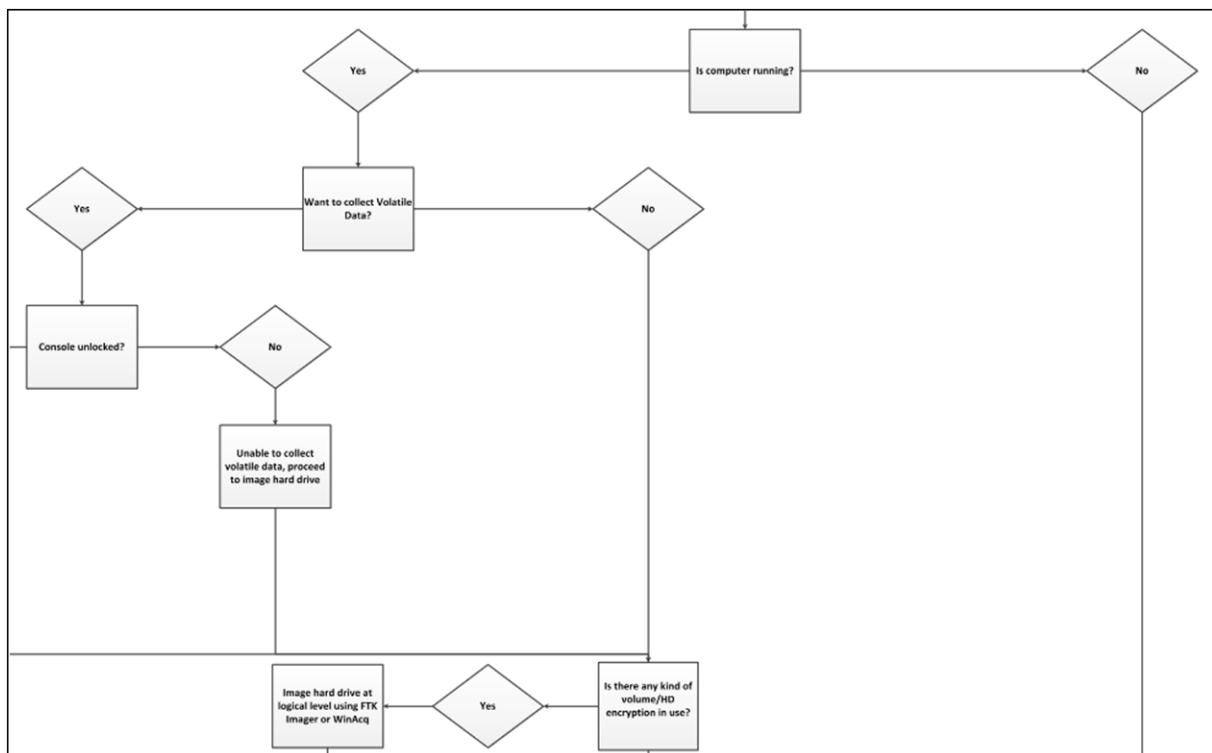 Yes
Is computer running?
No
Yes
Want to collect Volatile
Data?
No
Console unlocked?
No
Unable to collect
volatile data, proceed
to image hard drive
Image hard drive at
logical level using FTK
Imager or WinAcq
Yes
Is there any kind of
volume/HD
encryption in use?